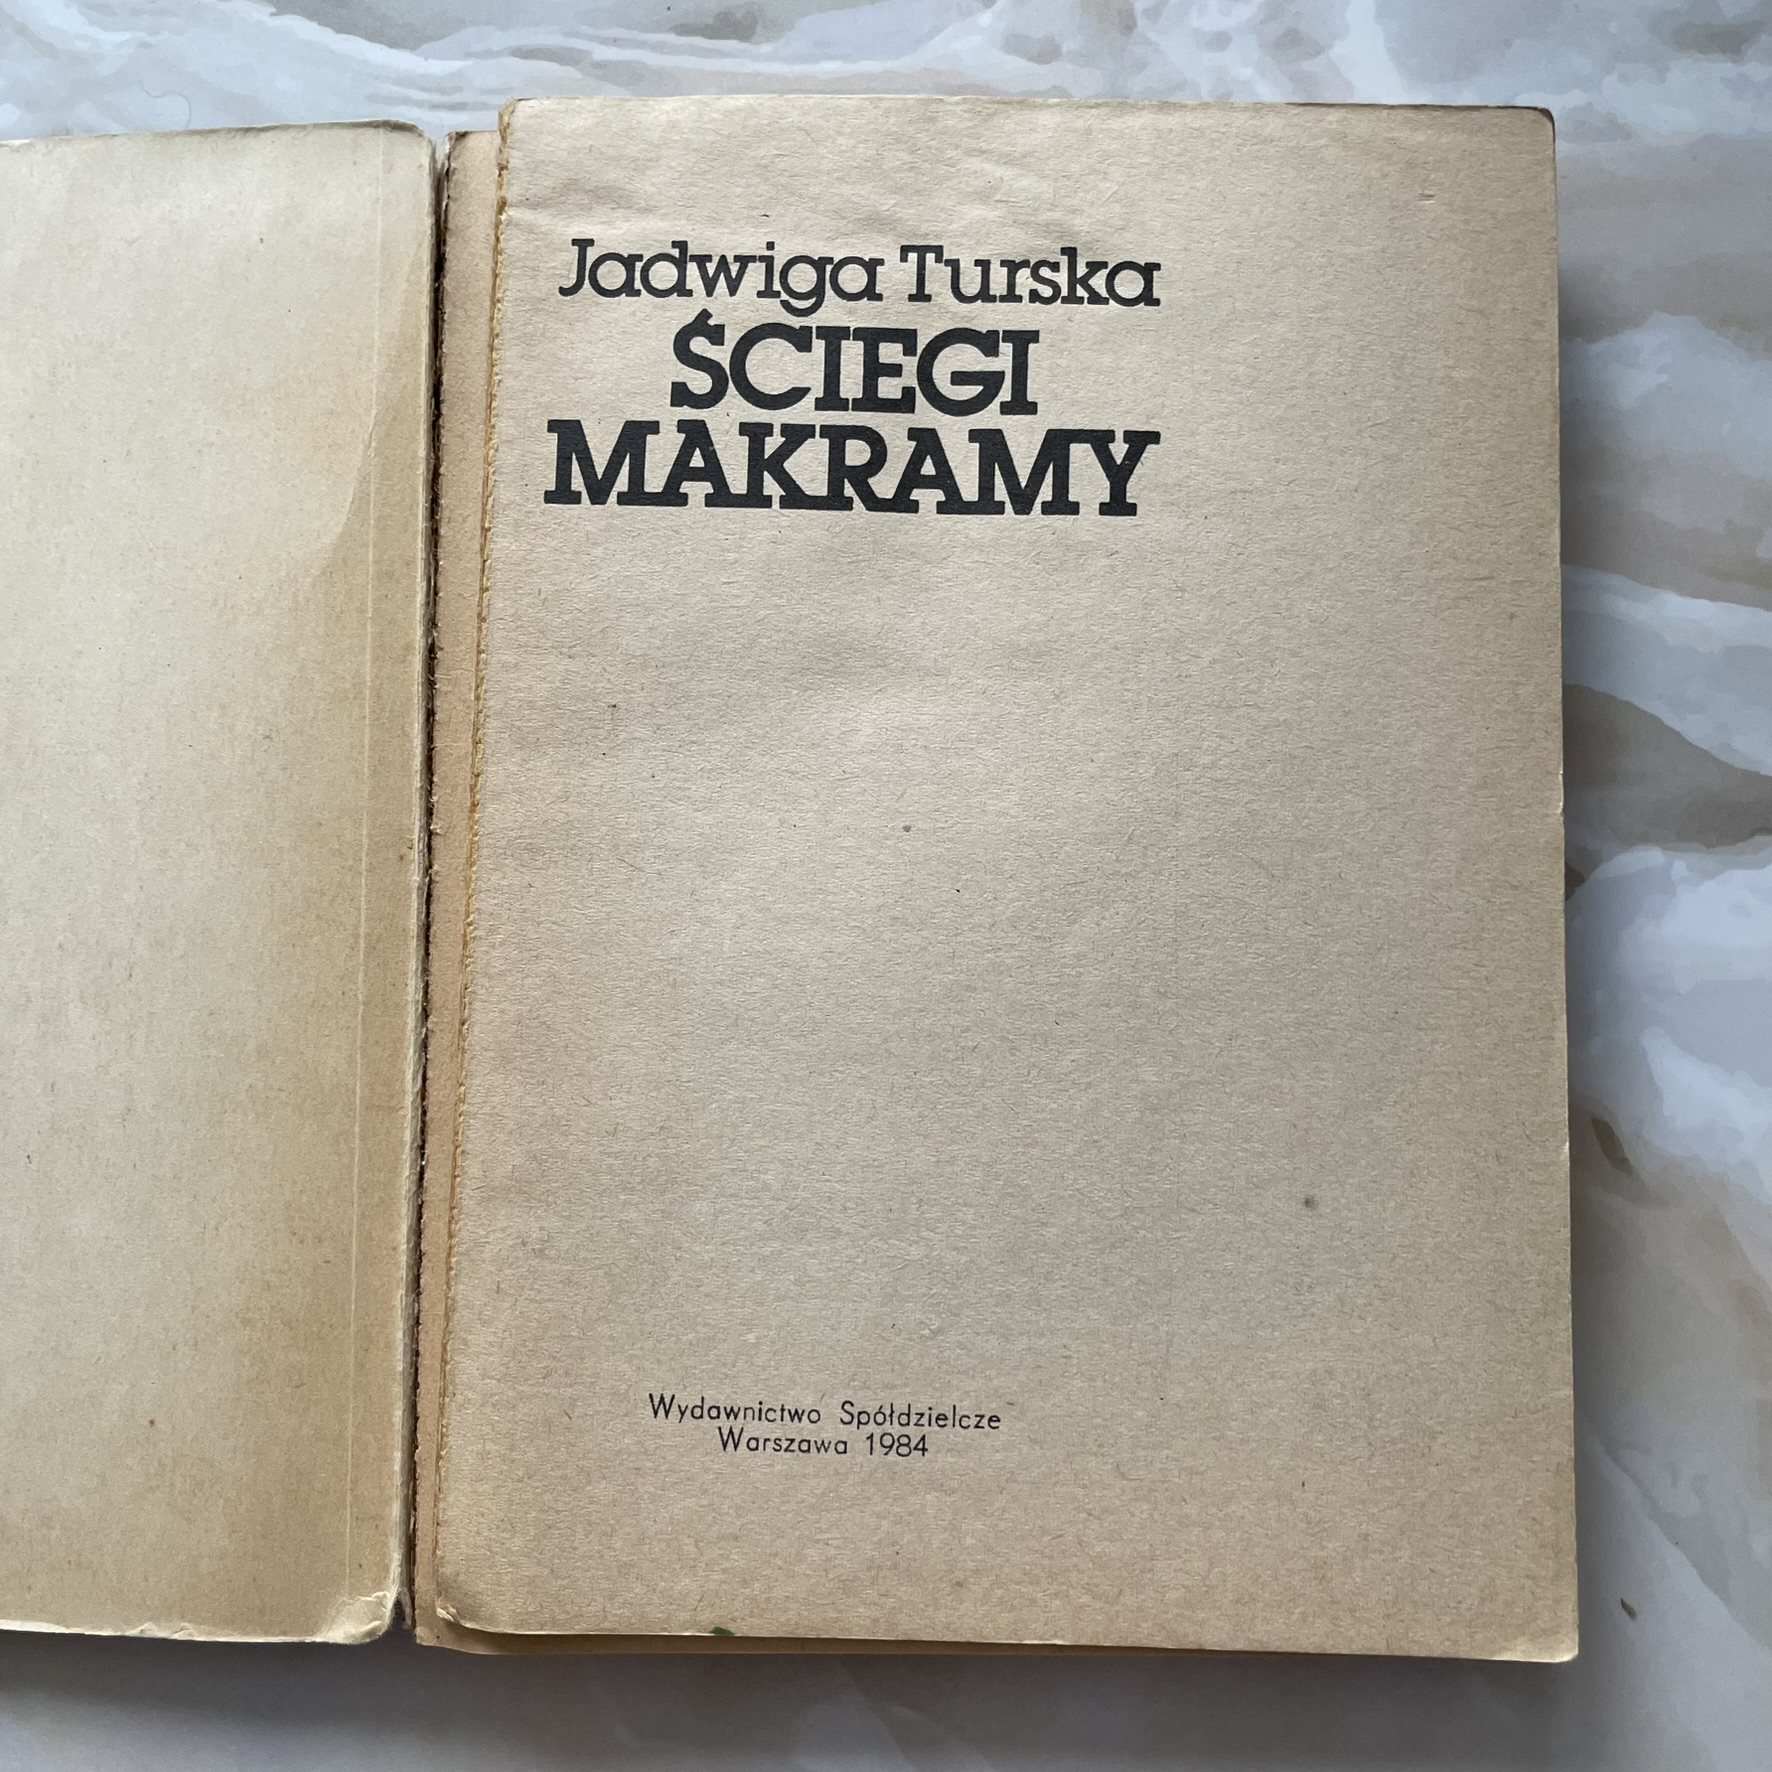 Jadwiga Turska
ŚCIEGI
MAKRAMY
Wydawnictwo Spółdzielcze
Warszawa 1984